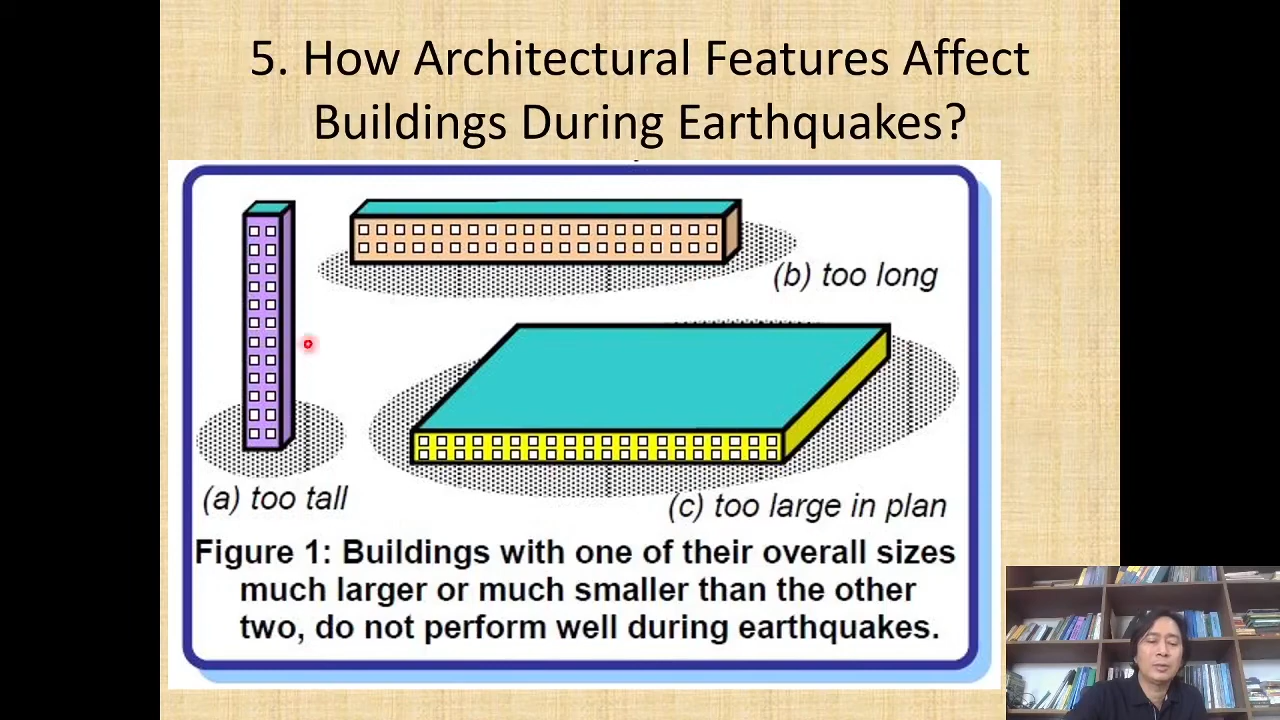 5. How Architectural Features Affect
Buildings During Earthquakes?
(b) too long
(a) too tall
(c) too large in plan
Figure 1: Buildings with one of their overall sizes
much larger or much smaller than the other
two, do not perform well during earthquakes.